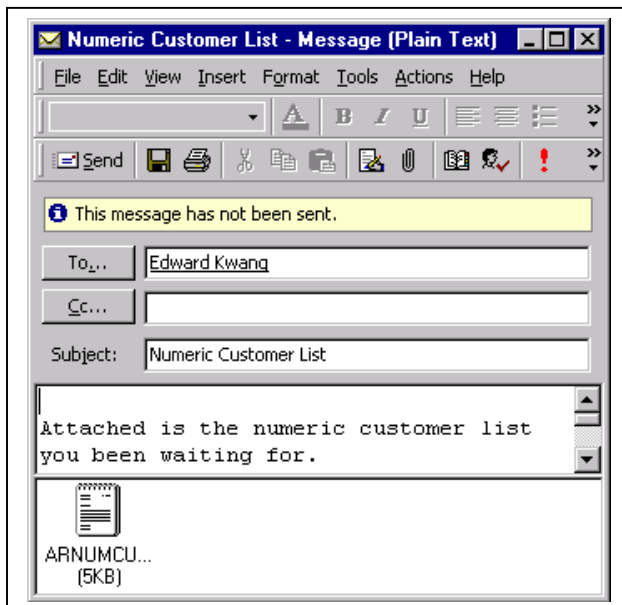 Numeric Customer List - Message (Plain Text)
File Edit View Insert Format Tools Actions Help
A B I U »
Send ! »
This message has not been sent.
To... Edward Kwang
Cc...
Subject: Numeric Customer List
Attached is the numeric customer list
you been waiting for.
ARNUMCU...
(5KB)